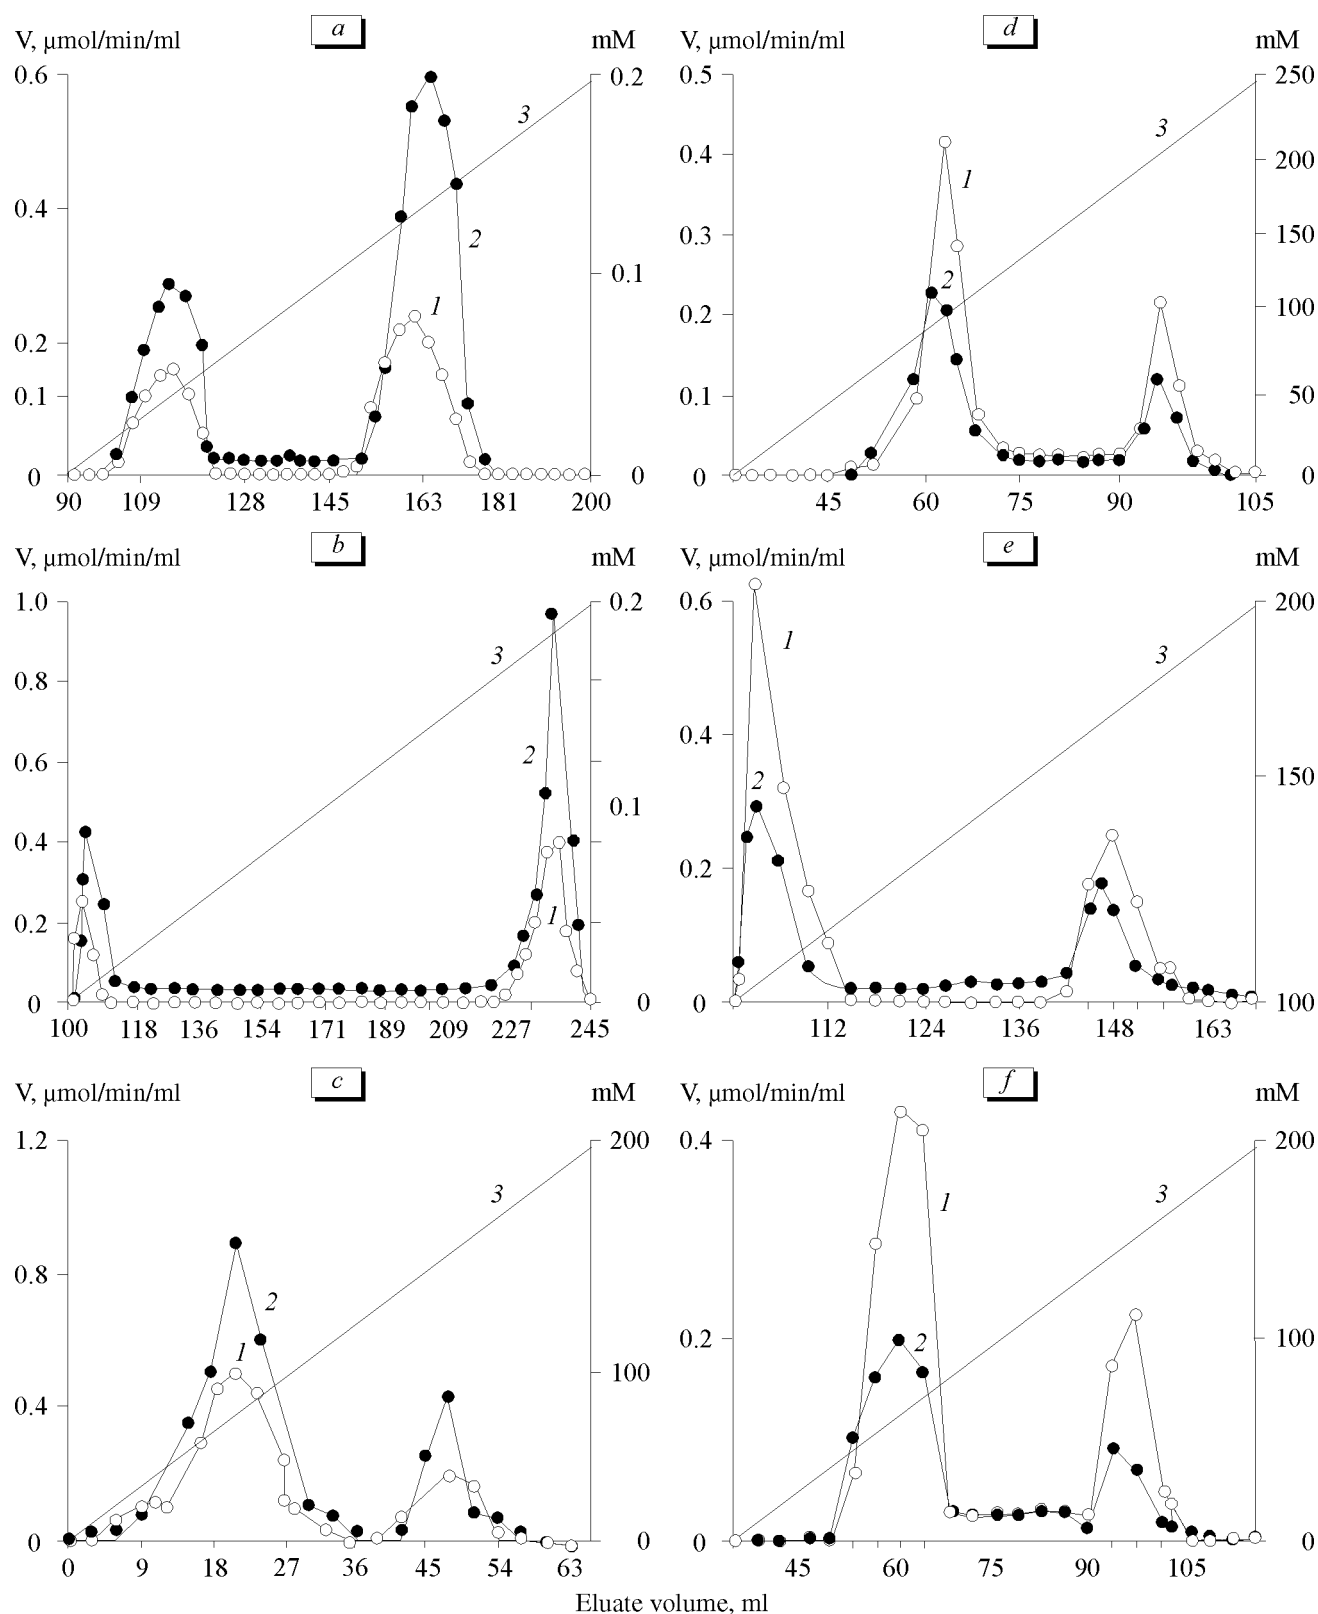 a
V, µmol/min/ml mM
0.6 0.2
3
0.4
2
0.1
1
0.2
0.1
0 0
90 109 128 145 163 181 200
d
V, µmol/min/ml mM
0.5 250
3
0.4 200
1
0.3 150
2
0.2 100
0.1 50
0 0
45 60 75 90 105
b
V, µmol/min/ml mM
1.0 0.2
3
0.8
2
0.6
0.1
0.4
1
0.2
0 0
100 118 136 154 171 189 209 227 245
e
V, µmol/min/ml mM
0.6 200
1 3
0.4
2 150
0.2
0 100
112 124 136 148 163
c
V, µmol/min/ml mM
1.2 200
3
0.8
2
1
100
0.4
0 0
0 9 18 27 36 45 54 63
f
V, µmol/min/ml mM
0.4 200
1 3
0.2 2 100
0 0
45 60 75 90 105
Eluate volume, ml